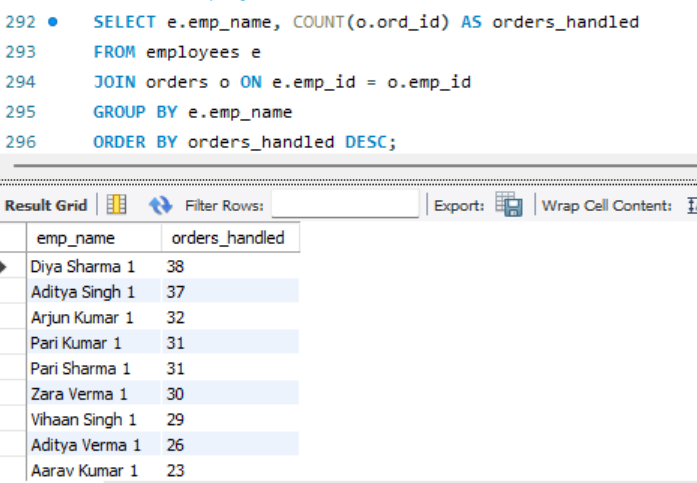 292 SELECT e.emp_name, COUNT(o.ord_id) AS orders_handled
293 FROM employees e
294 JOIN orders o ON e.emp_id = o.emp_id
295 GROUP BY e.emp_name
296 ORDER BY orders_handled DESC;
Result Grid Filter Rows: Export: Wrap Cell Content:
emp_name orders_handled
Diya Sharma 1 38
Aditya Singh 1 37
Arjun Kumar 1 32
Pari Kumar 1 31
Pari Sharma 1 31
Zara Verma 1 30
Vihaan Singh 1 29
Aditya Verma 1 26
Aarav Kumar 1 23